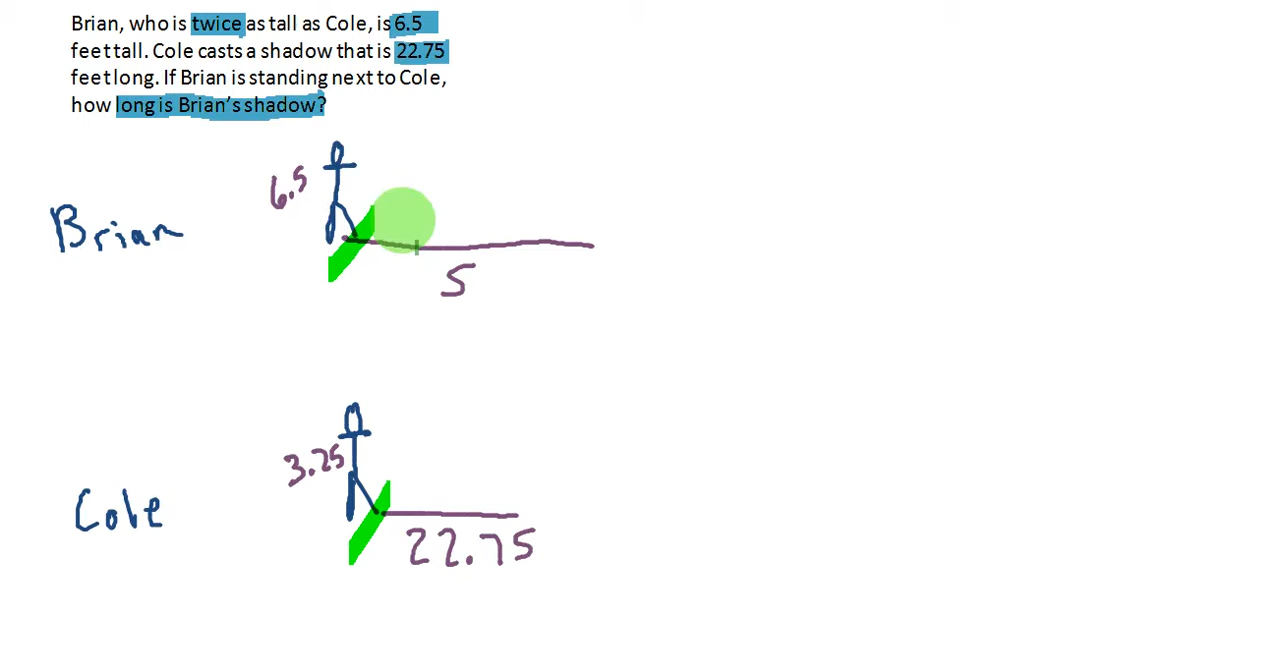 Brian, who is twice as tall as Cole, is 6.5
feet tall. Cole casts a shadow that is 22.75
feet long. If Brian is standing next to Cole,
how long is Brian's shadow?
6.5
Brian
S
3.25
Cole
22.75